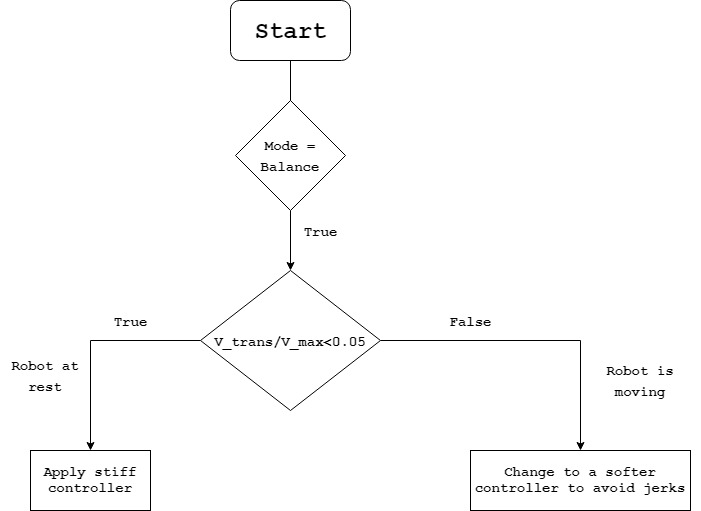 Start
Mode =
Balance
True
True
False
V_trans/V_max<0.05
Robot at
rest
Robot is
moving
Apply stiff
controller
Change to a softer
controller to avoid jerks